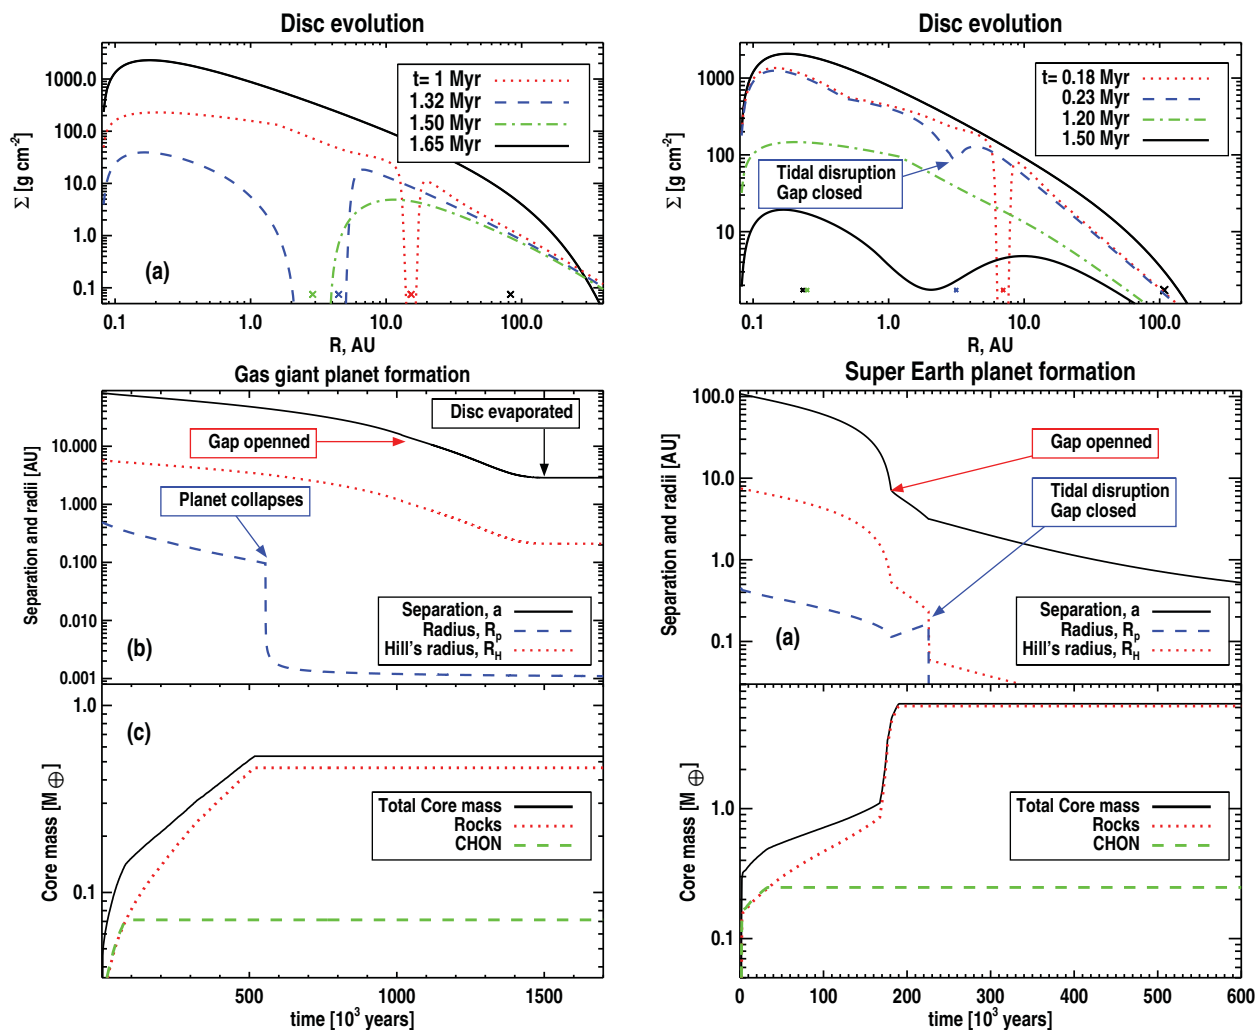 Disc evolution
1000.0
100.0
10.0
1.0
0.1
Σ [g cm⁻²]
t= 1 Myr
1.32 Myr
1.50 Myr
1.65 Myr
(a)
0.1
1.0
10.0
100.0
R, AU
Disc evolution
1000
100
10
Σ [g cm⁻²]
t= 0.18 Myr
0.23 Myr
1.20 Myr
1.50 Myr
Tidal disruption
Gap closed
0.1
1.0
10.0
100.0
R, AU
Gas giant planet formation
10.000
1.000
0.100
0.010
0.001
Separation and radii [AU]
Disc evaporated
Gap openned
Planet collapses
Separation, a
Radius, Rp
Hill's radius, RH
(b)
1.0
0.1
Core mass [M⊕]
(c)
Total Core mass
Rocks
CHON
500
1000
1500
time [10³ years]
Super Earth planet formation
100.0
10.0
1.0
0.1
Separation and radii [AU]
Gap openned
Tidal disruption
Gap closed
Separation, a
Radius, Rp
Hill's radius, RH
(a)
1.0
0.1
Core mass [M⊕]
Total Core mass
Rocks
CHON
0
100
200
300
400
500
600
time [10³ years]